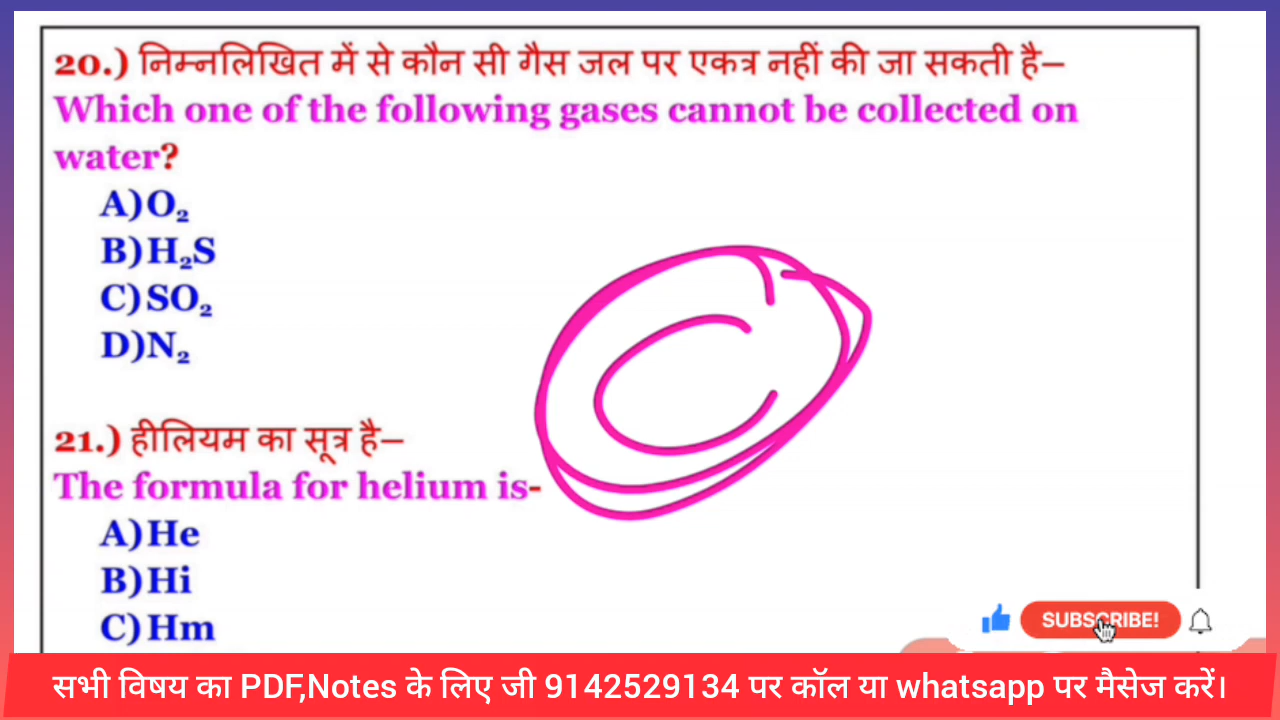 20.) निम्नलिखित में से कौन सी गैस जल पर एकत्र नहीं की जा सकती है–
Which one of the following gases cannot be collected on
water?
A) O₂
B) H₂S
C) SO₂
D) N₂
C
21.) हीलियम का सूत्र है–
The formula for helium is-
A) He
B) Hi
C) Hm
SUBSCRIBE!
सभी विषय का PDF,Notes के लिए जी 9142529134 पर कॉल या whatsapp पर मैसेज करें।